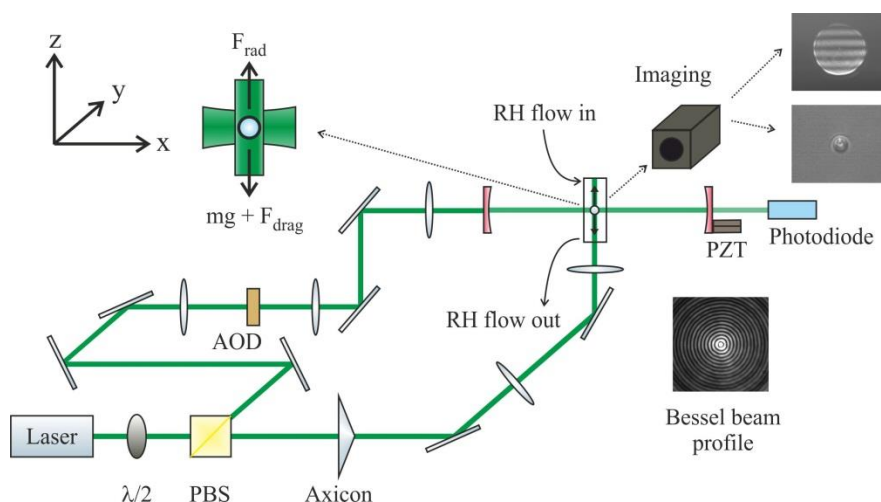 z
y
x
F_rad
mg + F_drag
Imaging
RH flow in
PZT
Photodiode
RH flow out
AOD
Bessel beam
profile
Laser
λ/2
PBS
Axicon